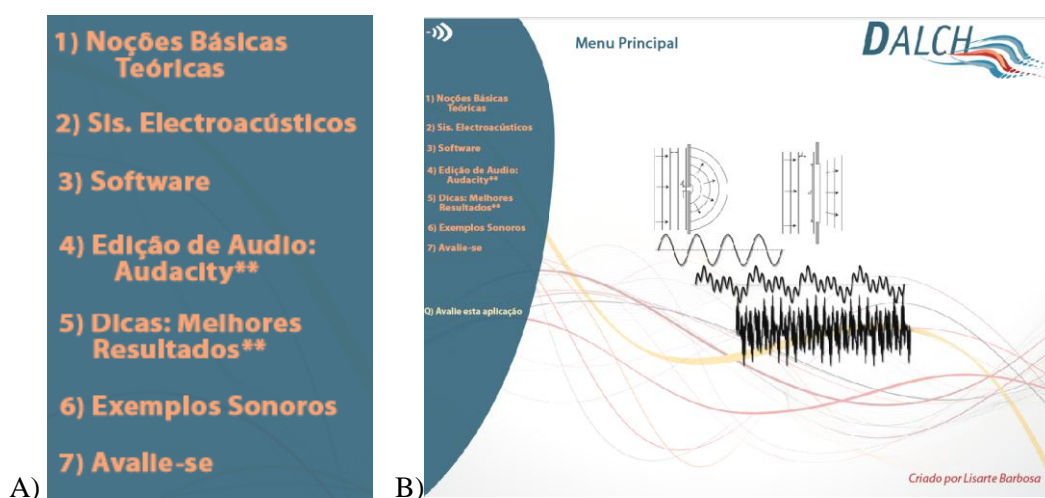 1) Noções Básicas
Teóricas
2) Sis. Electroacústicos
3) Software
4) Edição de Audio:
Audacity**
5) Dicas: Melhores
Resultados**
6) Exemplos Sonoros
7) Avalie-se
A)
Menu Principal
DALCH
1) Noções Básicas
Teóricas
2) Sis. Electroacústicos
3) Software
4) Edição de Audio:
Audacity**
5) Dicas: Melhores
Resultados**
6) Exemplos Sonoros
7) Avalie-se
Q) Avalie esta aplicação
Criado por Lisarte Barbosa
B)